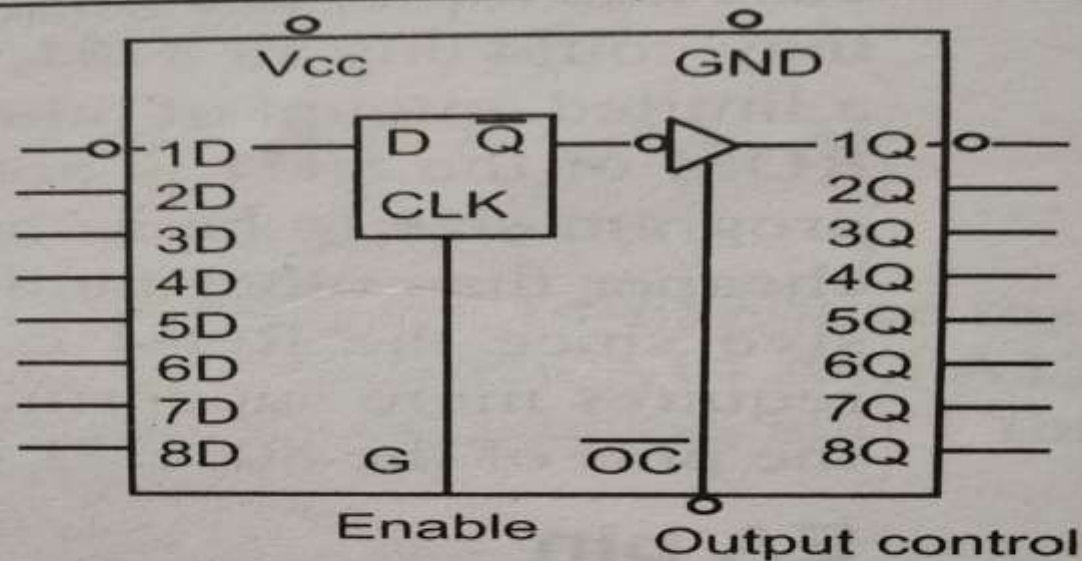 Vcc GND
1D D Q̅ 1Q
2D CLK 2Q
3D 3Q
4D 4Q
5D 5Q
6D 6Q
7D 7Q
8D G O̅C̅ 8Q
Enable Output control